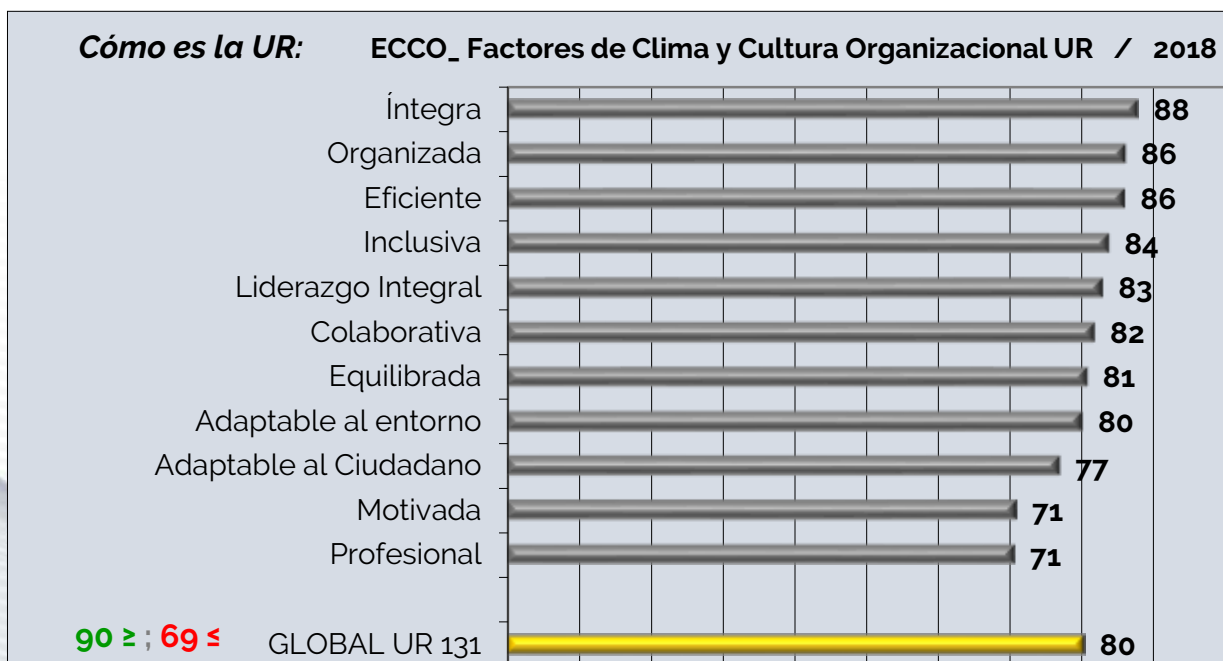 Cómo es la UR: ECCO_ Factores de Clima y Cultura Organizacional UR / 2018
Íntegra 88
Organizada 86
Eficiente 86
Inclusiva 84
Liderazgo Integral 83
Colaborativa 82
Equilibrada 81
Adaptable al entorno 80
Adaptable al Ciudadano 77
Motivada 71
Profesional 71
90 ≥ ; 69 ≤ GLOBAL UR 131 80